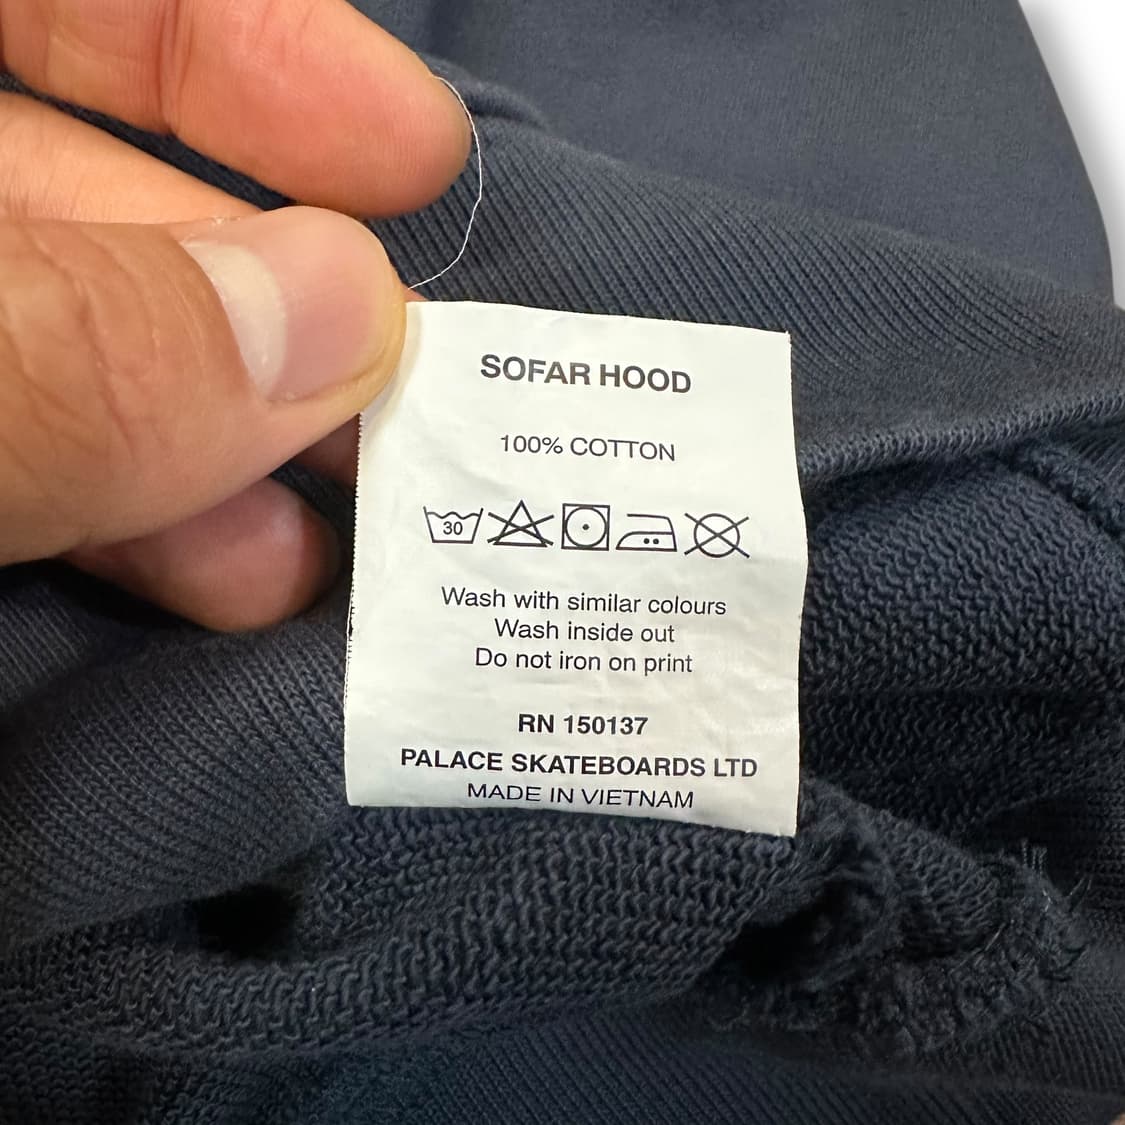 SOFAR HOOD
100% COTTON
30
Wash with similar colours
Wash inside out
Do not iron on print
RN 150137
PALACE SKATEBOARDS LTD
MADE IN VIETNAM